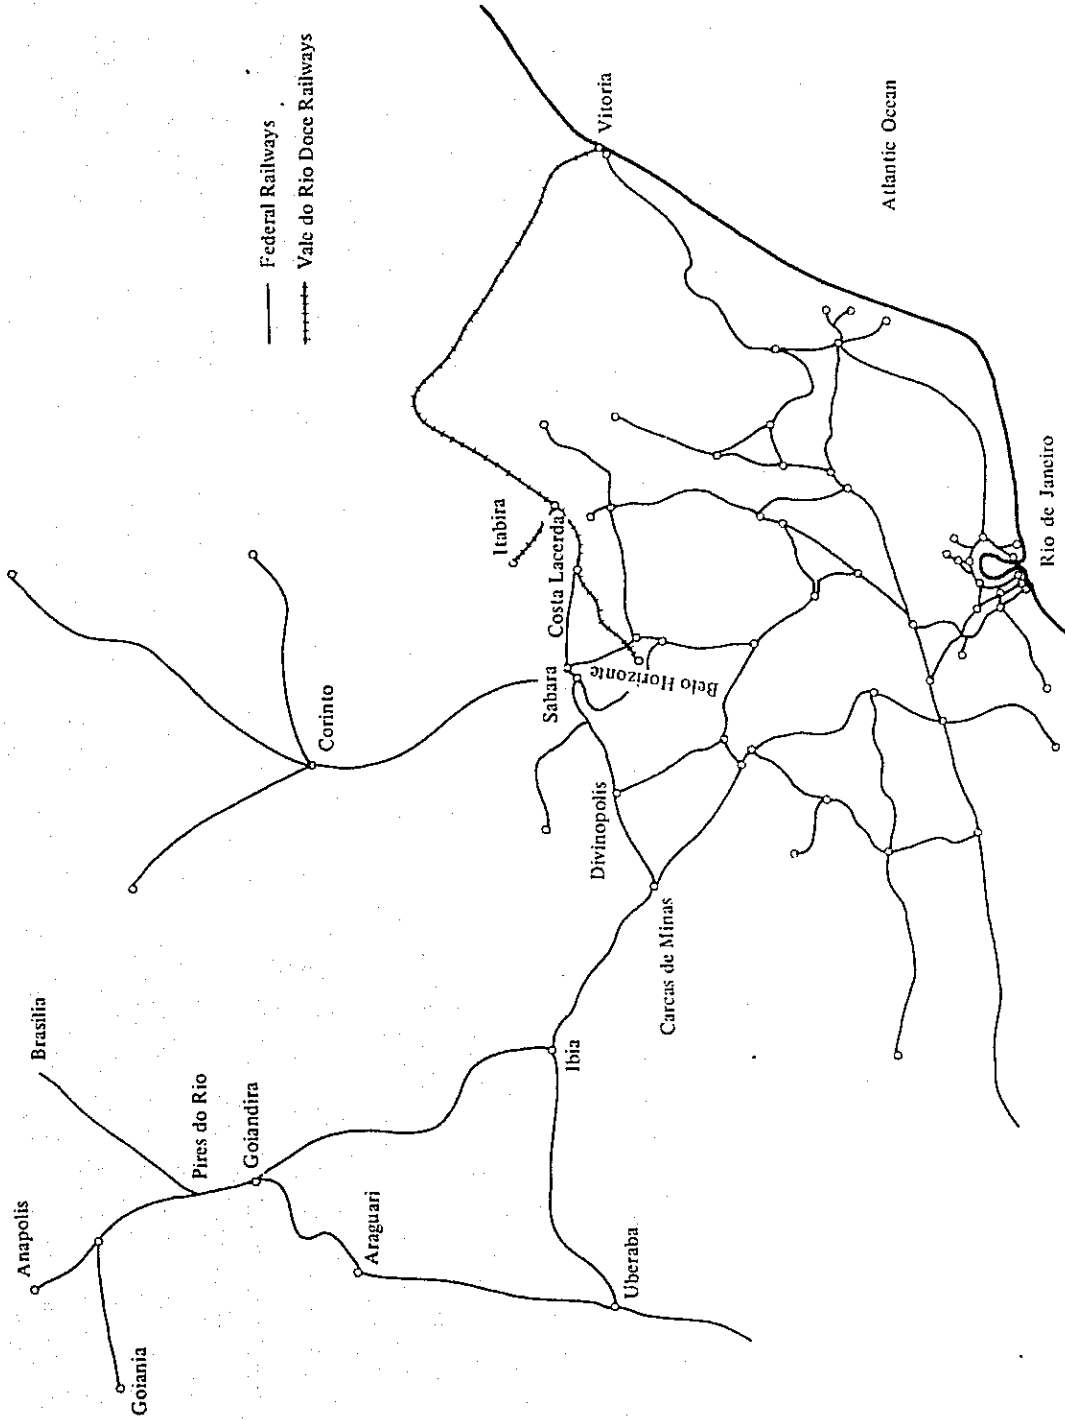 Federal Railways
Vale do Rio Doce Railways
Brasilia
Anapolis
Goiania
Pires do Rio
Goiandira
Araguari
Uberaba
Ibia
Carcas de Minas
Divinopolis
Corinto
Sabara
Belo Horizonte
Costa Lacerda
Itabira
Vitoria
Atlantic Ocean
Rio de Janeiro